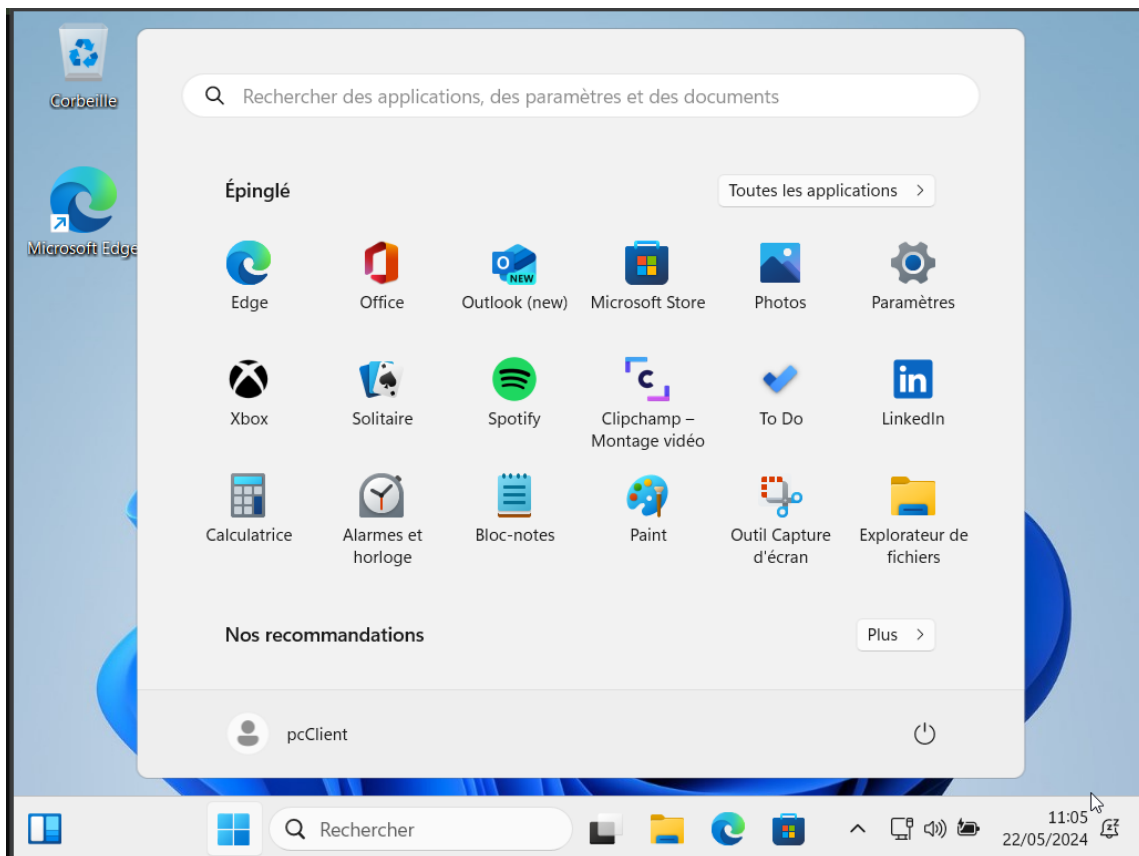 Corbeille
Microsoft Edge
Rechercher des applications, des paramètres et des documents
Épinglé
Toutes les applications
Edge
Office
NEW
Outlook (new)
Microsoft Store
Photos
Paramètres
Xbox
Solitaire
Spotify
Clipchamp –
Montage vidéo
To Do
LinkedIn
Calculatrice
Alarmes et
horloge
Bloc-notes
Paint
Outil Capture
d'écran
Explorateur de
fichiers
Nos recommandations
Plus
pcClient
Rechercher
11:05
22/05/2024